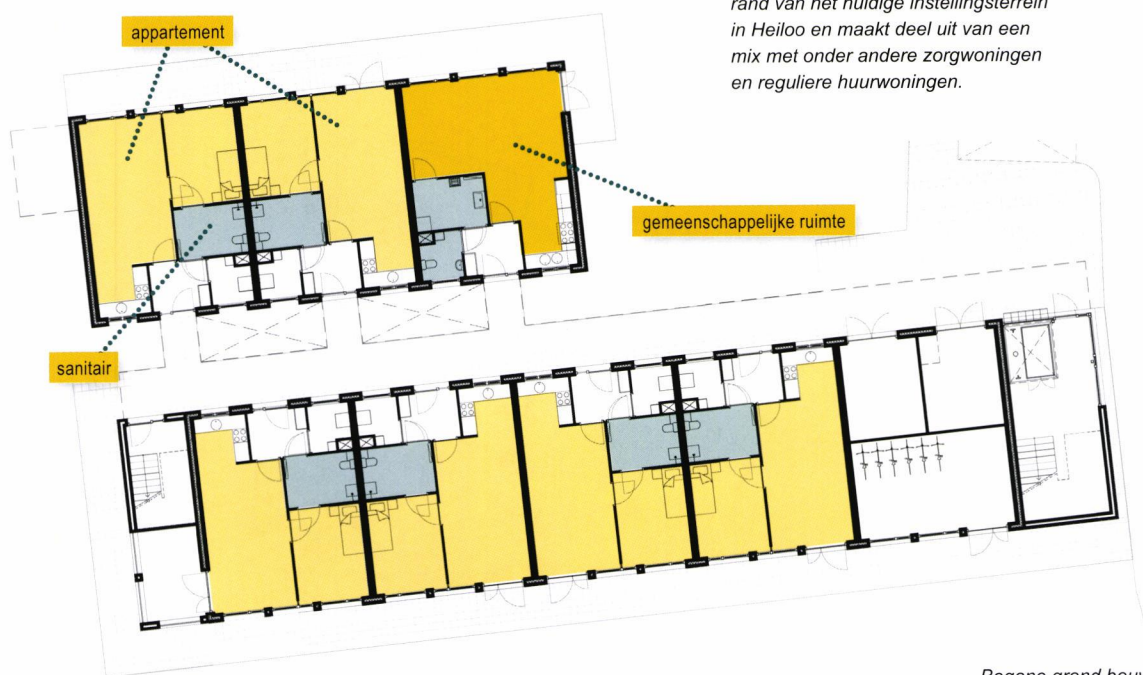 rand van het huidige instellingsterrein
in Heiloo en maakt deel uit van een
mix met onder andere zorgwoningen
en reguliere huurwoningen.
appartement
gemeenschappelijke ruimte
sanitair